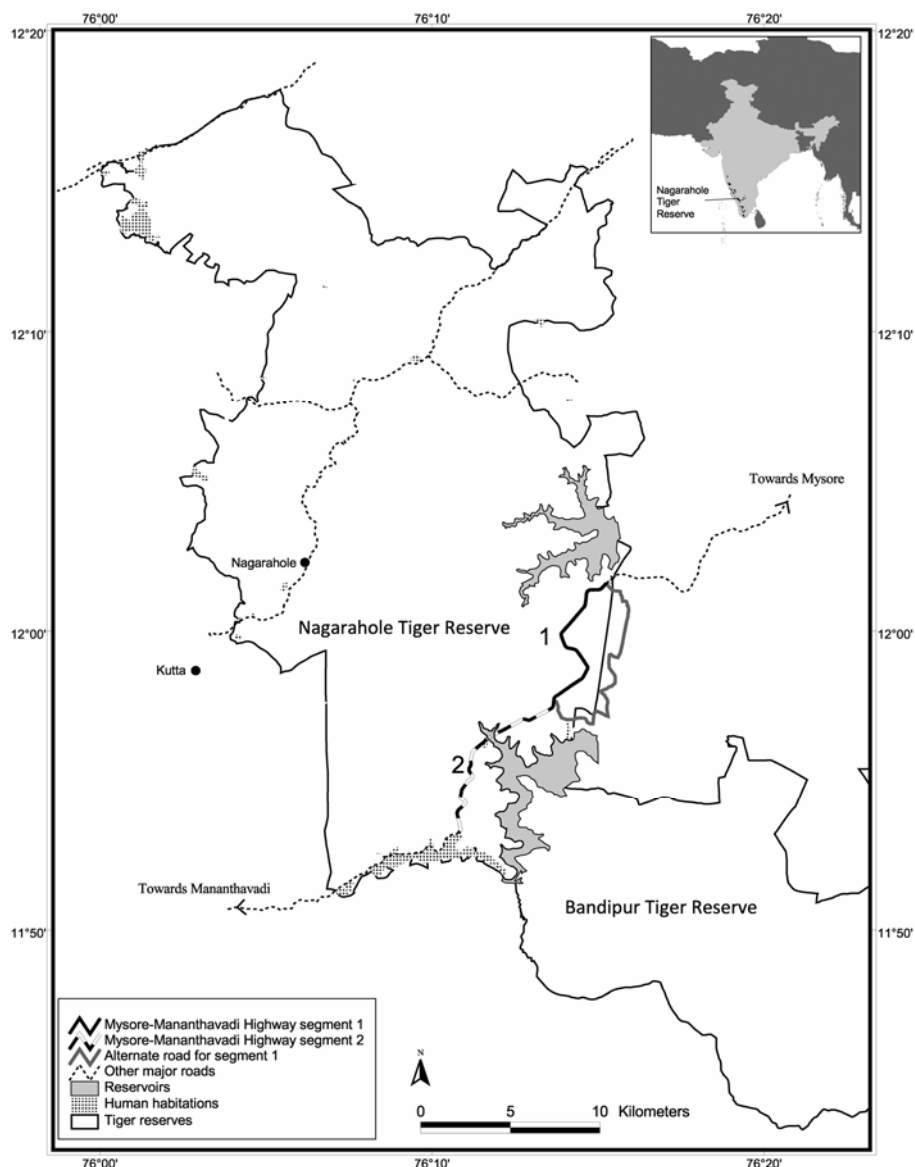 76°00'
76°10'
76°20'
12°20'
12°20'
Nagarahole
Tiger
Reserve
12°10'
12°10'
Towards Mysore
Nagarahole
12°00'
Nagarahole Tiger Reserve
1
12°00'
Kutta
2
Towards Mananthavadi
Bandipur Tiger Reserve
11°50'
11°50'
Mysore-Mananthavadi Highway segment 1
Mysore-Mananthavadi Highway segment 2
Alternate road for segment 1
Other major roads
Reservoirs
Human habitations
Tiger reserves
N
0 5 10 Kilometers
76°00'
76°10'
76°20'